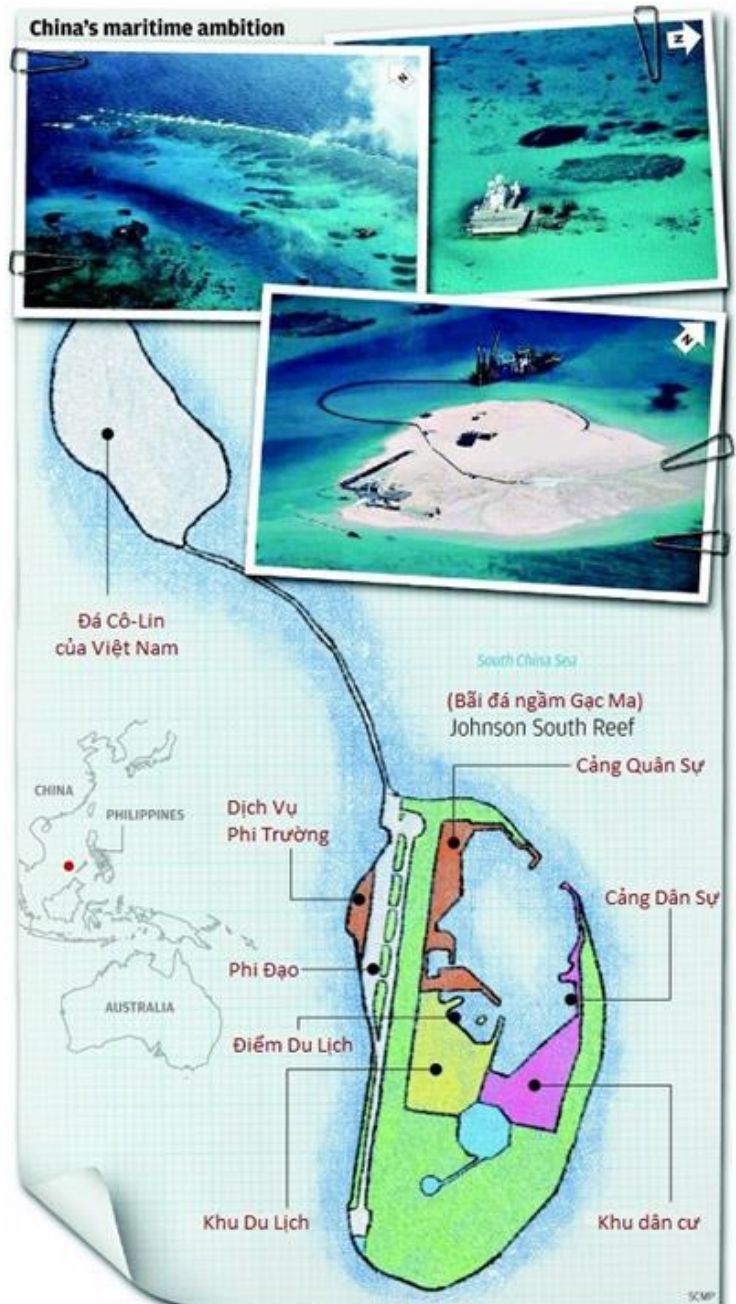 China's maritime ambition
N
N
N
Đá Cô-Lin
của Việt Nam
South China Sea
(Bãi đá ngầm Gạc Ma)
Johnson South Reef
Cảng Quân Sự
CHINA
PHILIPPINES
Dịch Vụ
Phi Trường
Cảng Dân Sự
Phi Đạo
AUSTRALIA
Điểm Du Lịch
Khu Du Lịch
Khu dân cư
SCMP